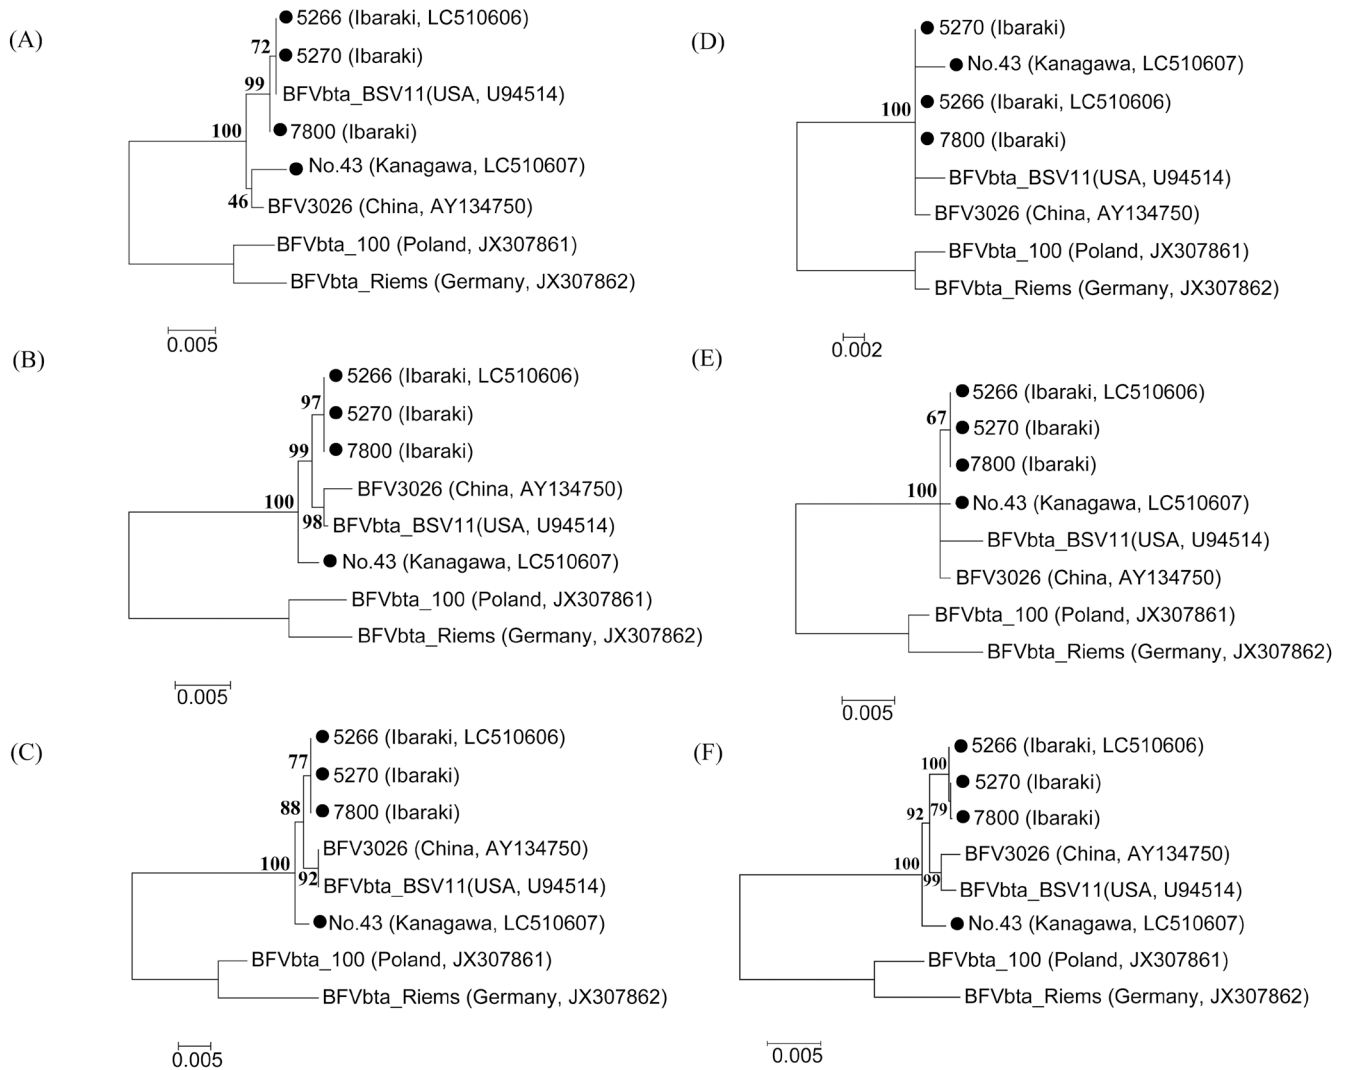 (A)
5266 (Ibaraki, LC510606)
72
5270 (Ibaraki)
99
BFVbta_BSV11(USA, U94514)
100
7800 (Ibaraki)
No.43 (Kanagawa, LC510607)
46
BFV3026 (China, AY134750)
BFVbta_100 (Poland, JX307861)
BFVbta_Riems (Germany, JX307862)
0.005
(B)
5266 (Ibaraki, LC510606)
97
5270 (Ibaraki)
99
7800 (Ibaraki)
BFV3026 (China, AY134750)
100
98
BFVbta_BSV11(USA, U94514)
No.43 (Kanagawa, LC510607)
BFVbta_100 (Poland, JX307861)
BFVbta_Riems (Germany, JX307862)
0.005
(C)
5266 (Ibaraki, LC510606)
77
5270 (Ibaraki)
88
7800 (Ibaraki)
BFV3026 (China, AY134750)
100
92
BFVbta_BSV11(USA, U94514)
No.43 (Kanagawa, LC510607)
BFVbta_100 (Poland, JX307861)
BFVbta_Riems (Germany, JX307862)
0.005
(D)
5270 (Ibaraki)
No.43 (Kanagawa, LC510607)
5266 (Ibaraki, LC510606)
100
7800 (Ibaraki)
BFVbta_BSV11(USA, U94514)
BFV3026 (China, AY134750)
BFVbta_100 (Poland, JX307861)
BFVbta_Riems (Germany, JX307862)
0.002
(E)
5266 (Ibaraki, LC510606)
67
5270 (Ibaraki)
7800 (Ibaraki)
100
No.43 (Kanagawa, LC510607)
BFVbta_BSV11(USA, U94514)
BFV3026 (China, AY134750)
BFVbta_100 (Poland, JX307861)
BFVbta_Riems (Germany, JX307862)
0.005
(F)
5266 (Ibaraki, LC510606)
100
5270 (Ibaraki)
92
79
7800 (Ibaraki)
BFV3026 (China, AY134750)
100
99
BFVbta_BSV11(USA, U94514)
No.43 (Kanagawa, LC510607)
BFVbta_100 (Poland, JX307861)
BFVbta_Riems (Germany, JX307862)
0.005